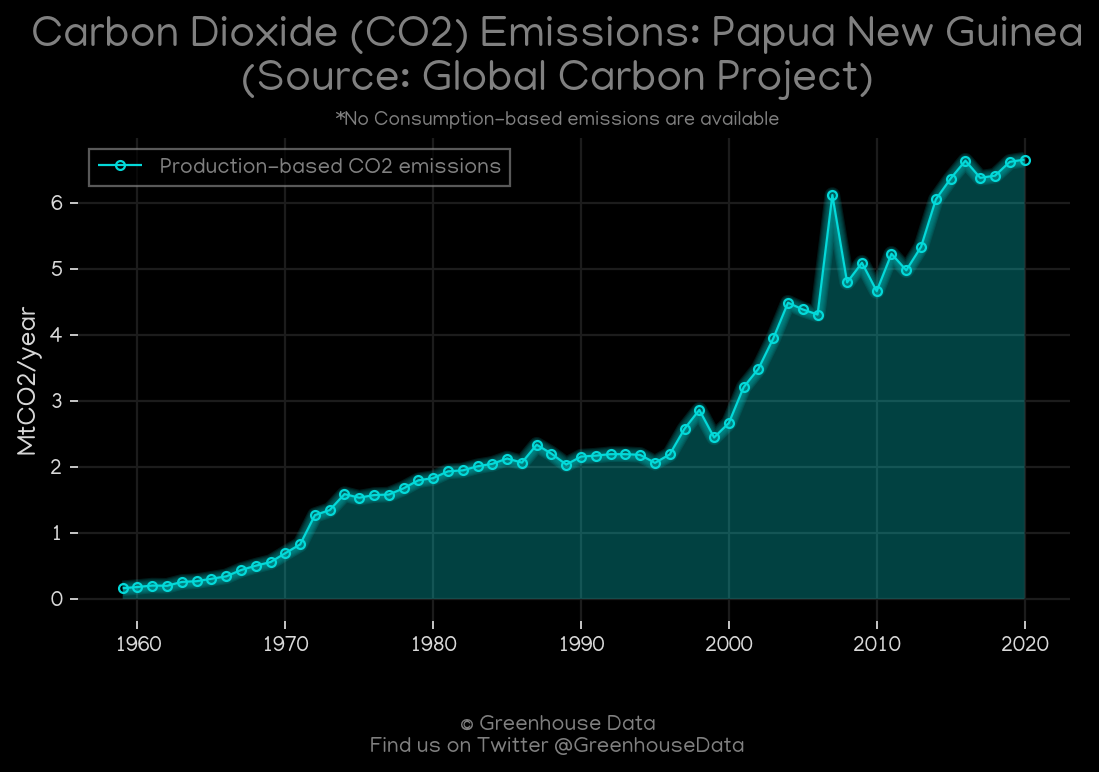 Carbon Dioxide (CO2) Emissions: Papua New Guinea
(Source: Global Carbon Project)
*No Consumption-based emissions are available
Production-based CO2 emissions
MtCO2/year
6
5
4
3
2
1
0
1960 1970 1980 1990 2000 2010 2020
© Greenhouse Data
Find us on Twitter @GreenhouseData